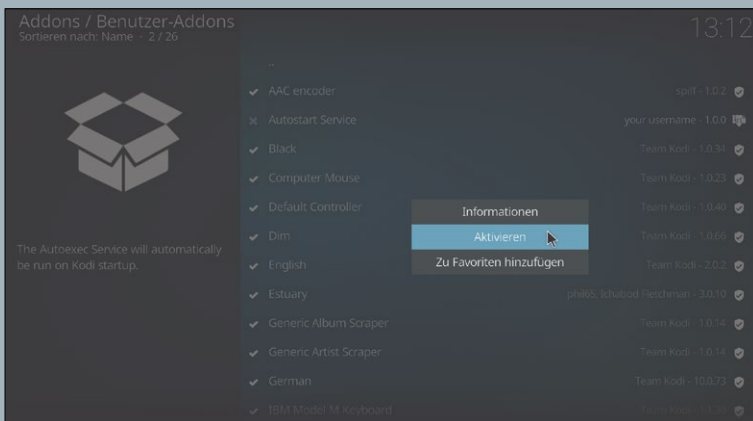 Addons / Benutzer-Addons
Sortieren nach: Name · 2 / 26
13:12
..
AAC encoder spiff - 1.0.2
Autostart Service your username - 1.0.0
Black Team Kodi - 1.0.34
Computer Mouse Team Kodi - 1.0.23
Default Controller Team Kodi - 1.0.40
Dim Team Kodi - 1.0.66
English Team Kodi - 2.0.2
Estuary phil65, Ichabod Fletchman - 3.0.10
Generic Album Scraper Team Kodi - 1.0.14
Generic Artist Scraper Team Kodi - 1.0.14
German Team Kodi - 10.0.73
IBM Model M Keyboard Team Kodi
Informationen
Aktivieren
Zu Favoriten hinzufügen
The Autoexec Service will automatically
be run on Kodi startup.